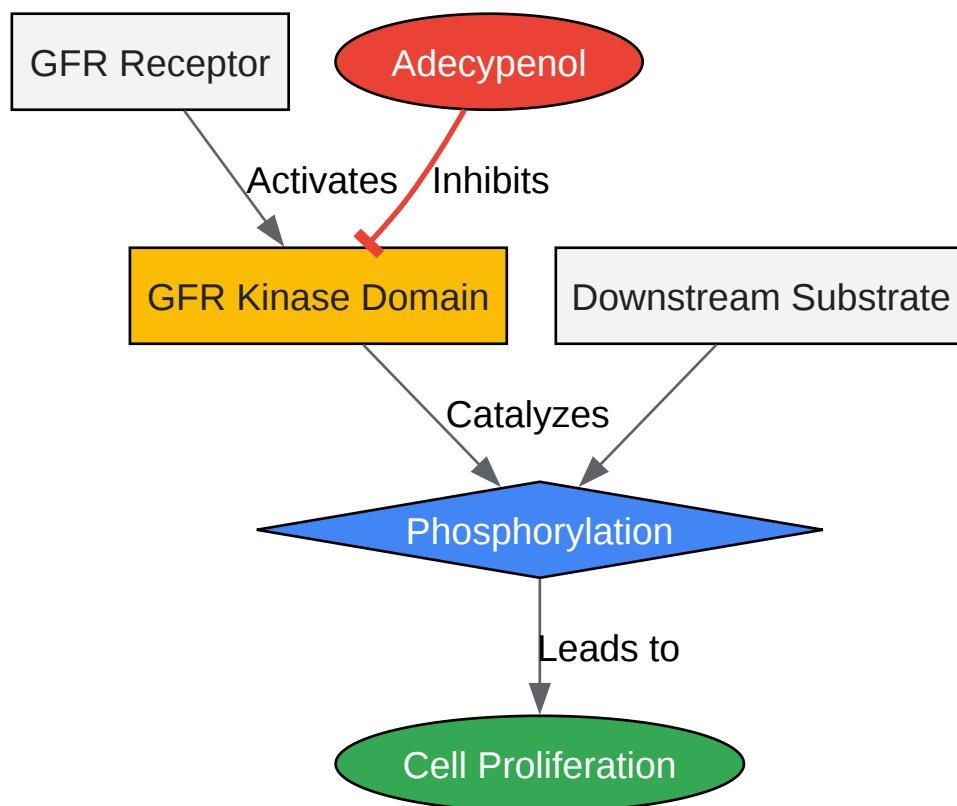 GFR Receptor
Adecypenol
Activates
Inhibits
GFR Kinase Domain
Downstream Substrate
Catalyzes
Phosphorylation
Leads to
Cell Proliferation